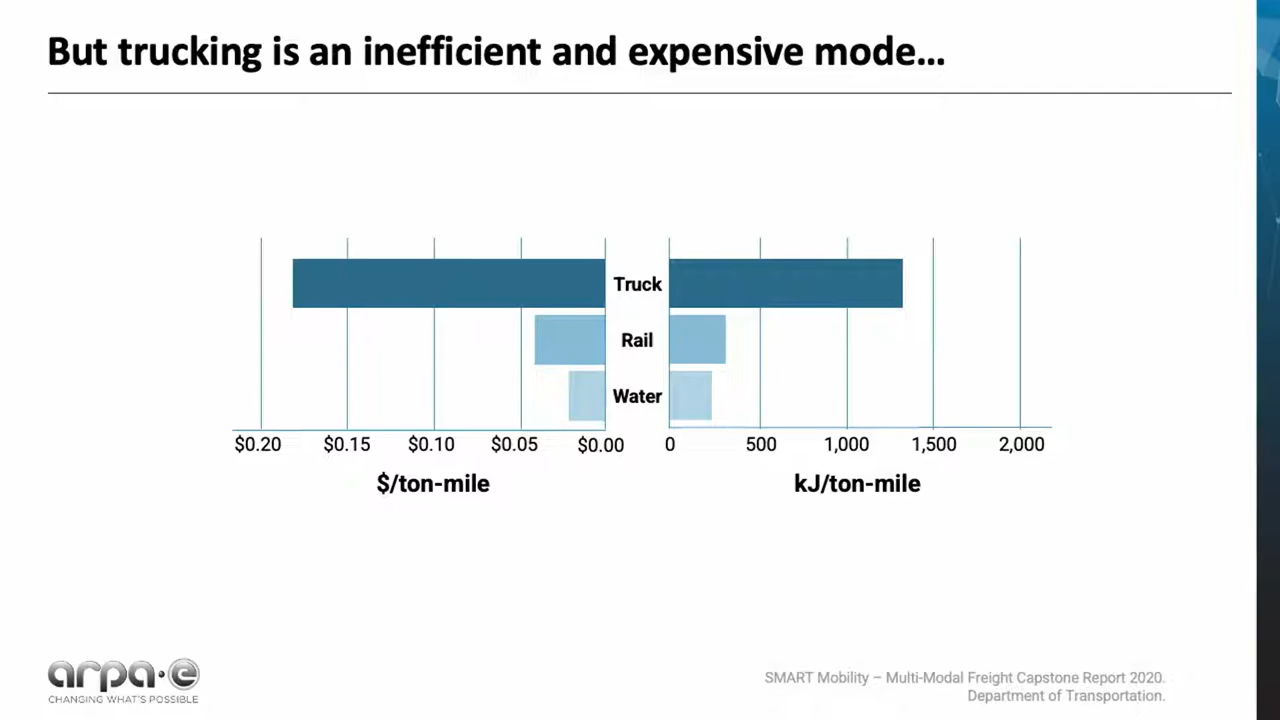 But trucking is an inefficient and expensive mode...
Truck
Rail
Water
$0.20 $0.15 $0.10 $0.05 $0.00
0 500 1,000 1,500 2,000
$/ton-mile
kJ/ton-mile
arpa·e
CHANGING WHAT'S POSSIBLE
SMART Mobility – Multi-Modal Freight Capstone Report 2020.
Department of Transportation.